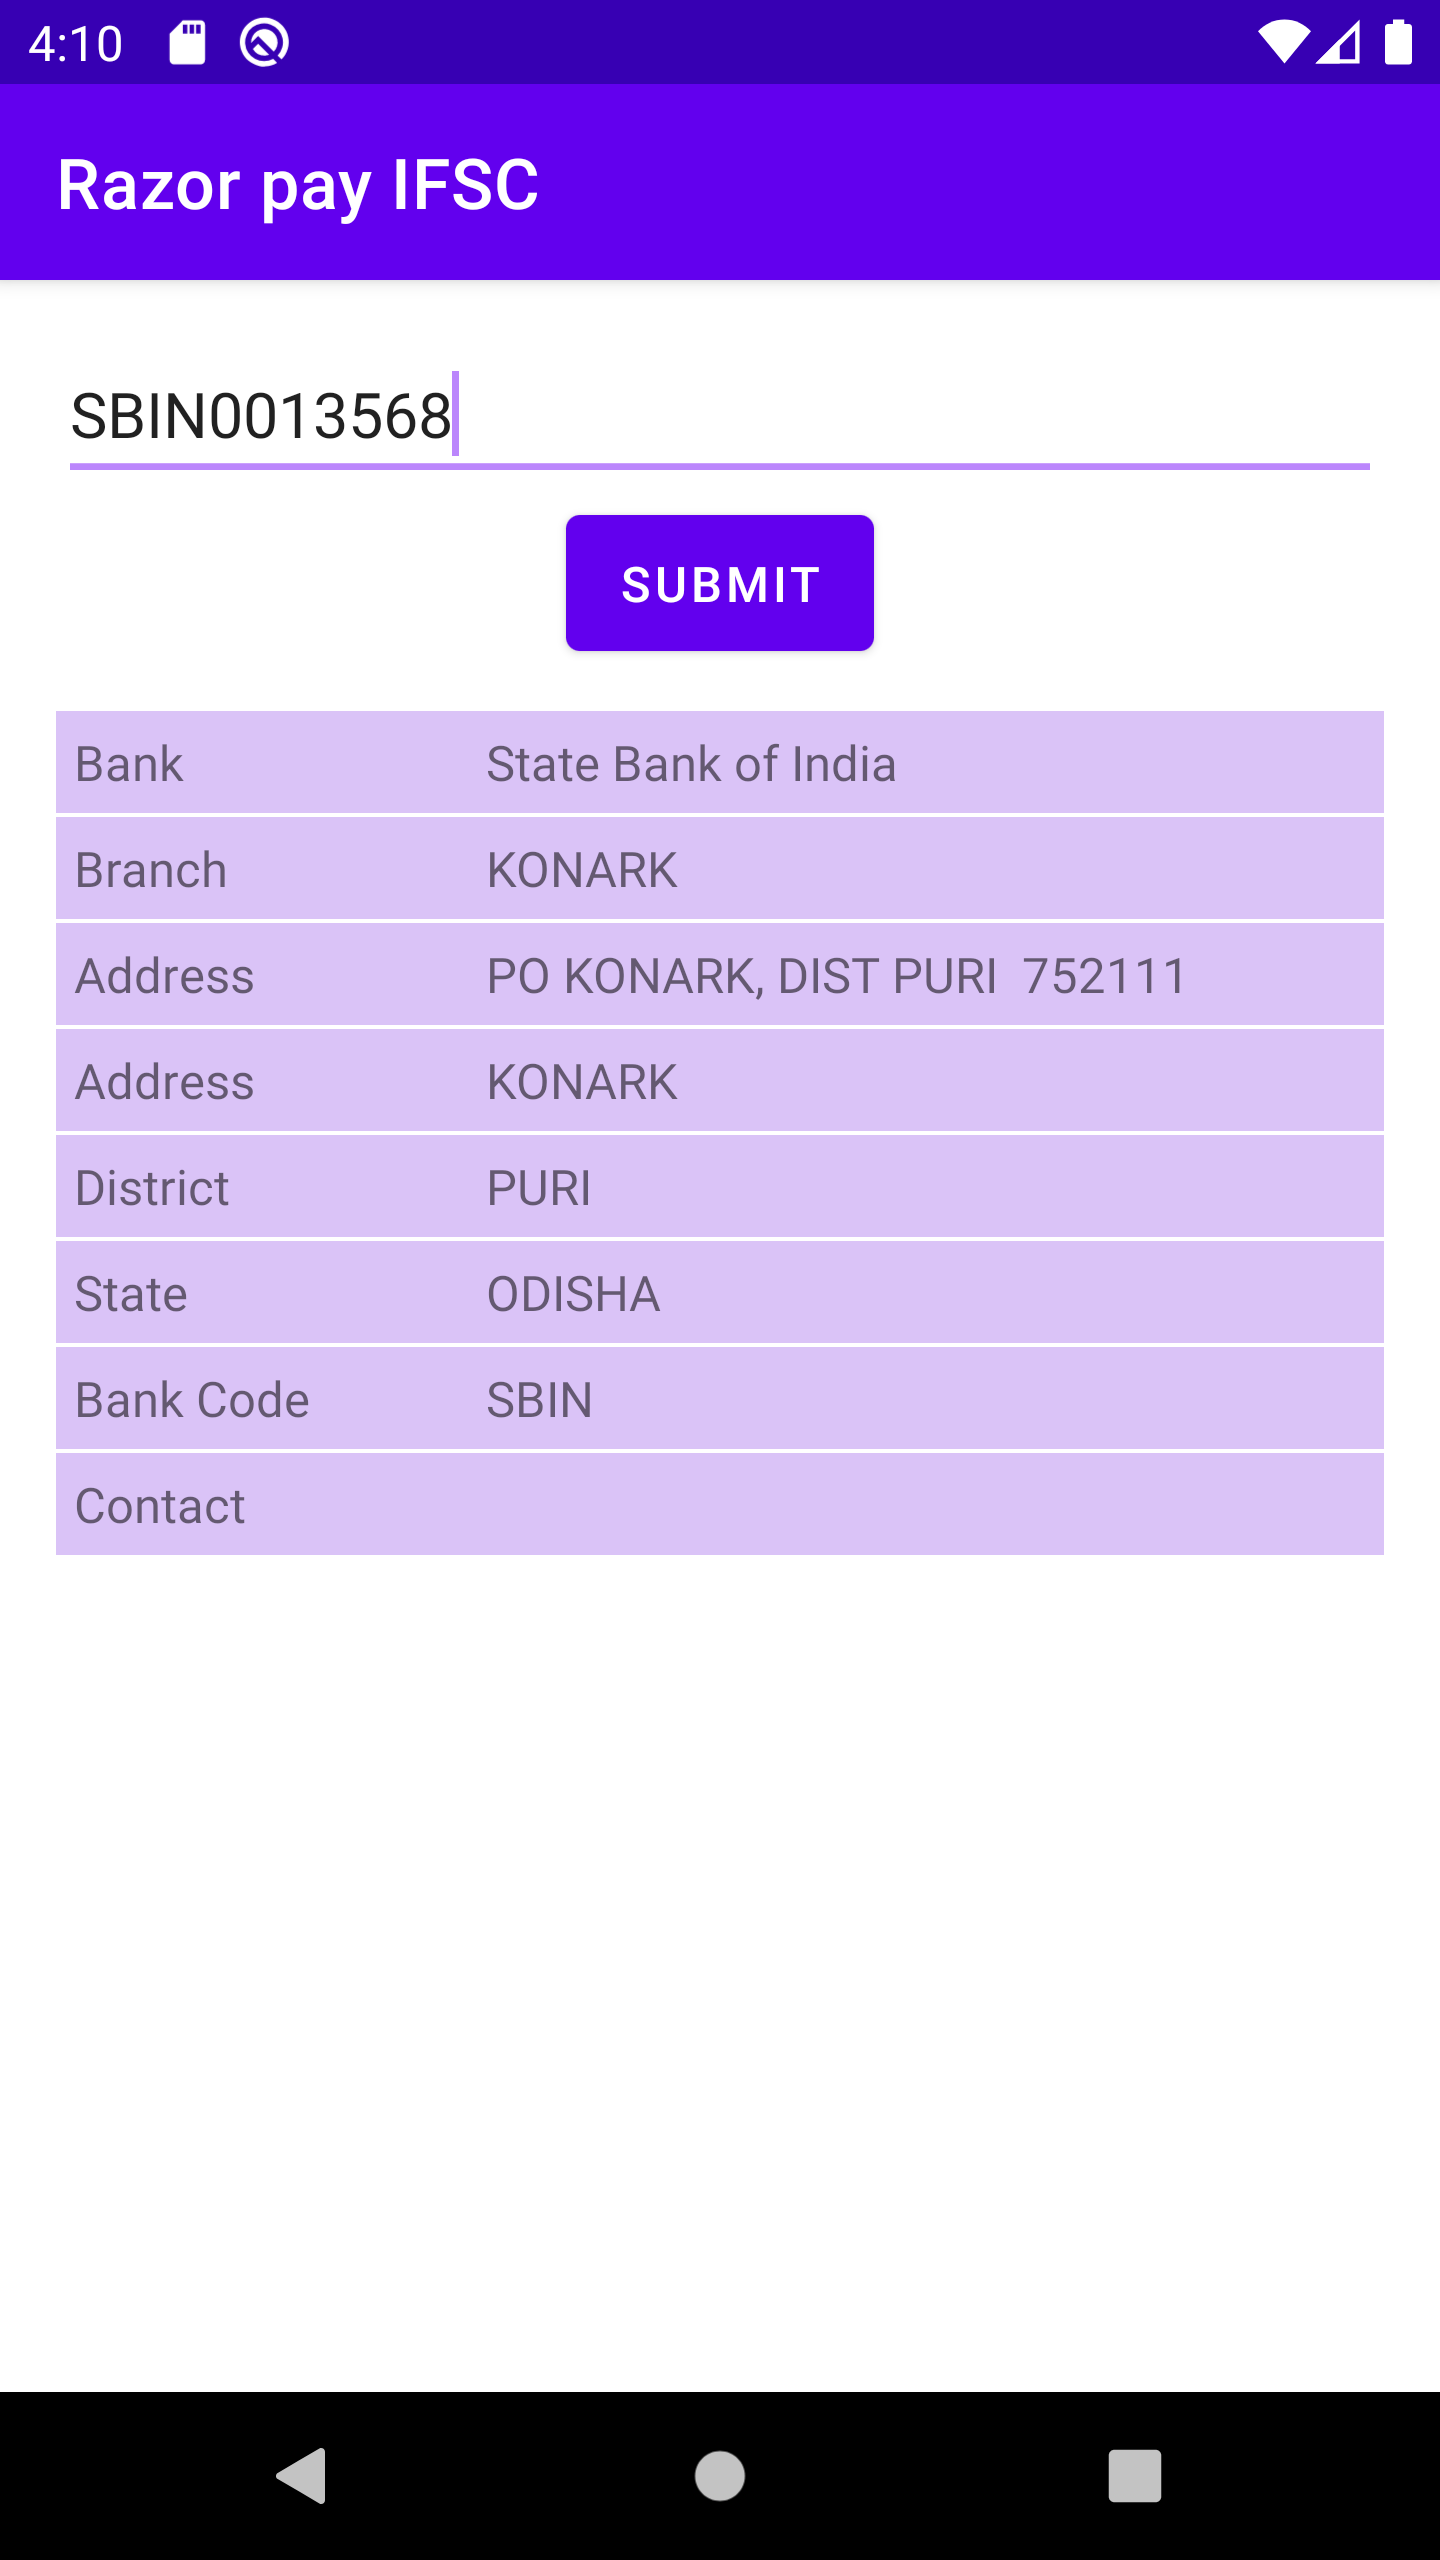 4:10
Razor pay IFSC
SBIN0013568
SUBMIT
Bank State Bank of India
Branch KONARK
Address PO KONARK, DIST PURI  752111
Address KONARK
District PURI
State ODISHA
Bank Code SBIN
Contact